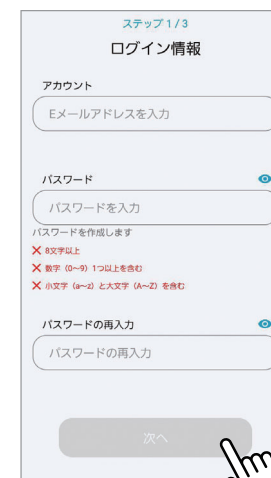 ステップ 1 / 3
ログイン情報
アカウント
Eメールアドレスを入力
パスワード
パスワードを入力
パスワードを作成します
8文字以上
数字（0〜9）1つ以上を含む
小文字（a〜z）と大文字（A〜Z）を含む
パスワードの再入力
パスワードの再入力
次へ